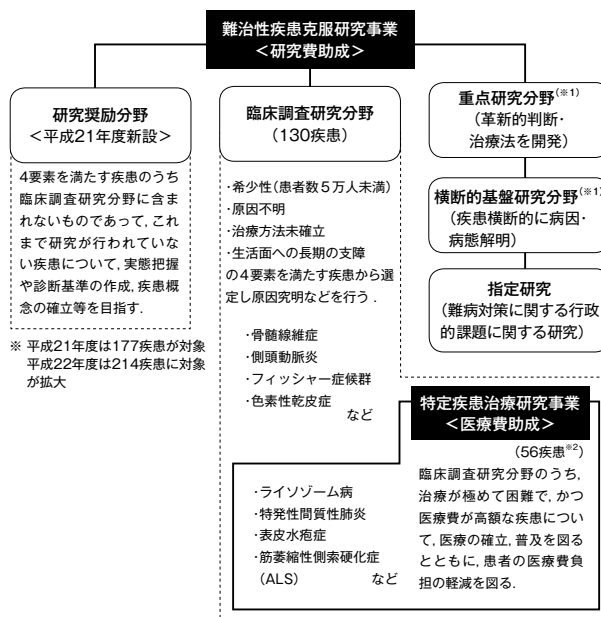 難治性疾患克服研究事業
＜研究費助成＞
研究奨励分野
＜平成21年度新設＞
4要素を満たす疾患のうち
臨床調査研究分野に含ま
れないものであって，これ
まで研究が行われていな
い疾患について，実態把握
や診断基準の作成，疾患概
念の確立等を目指す．
※ 平成21年度は177疾患が対象
平成22年度は214疾患に対象
が拡大
臨床調査研究分野
（130疾患）
・希少性（患者数５万人未満）
・原因不明
・治療方法未確立
・生活面への長期の支障
の４要素を満たす疾患から選
定し原因究明などを行う．
・骨髄線維症
・側頭動脈炎
・フィッシャー症候群
・色素性乾皮症
など
重点研究分野(※1)
（革新的判断・
治療法を開発）
横断的基盤研究分野(※1)
（疾患横断的に病因・
病態解明）
指定研究
（難病対策に関する行政
的課題に関する研究）
特定疾患治療研究事業
＜医療費助成＞
（56疾患※2）
臨床調査研究分野のうち，
治療が極めて困難で，かつ
医療費が高額な疾患につい
て，医療の確立，普及を図る
とともに，患者の医療費負
担の軽減を図る．
・ライソゾーム病
・特発性間質性肺炎
・表皮水疱症
・筋萎縮性側索硬化症
（ALS） など